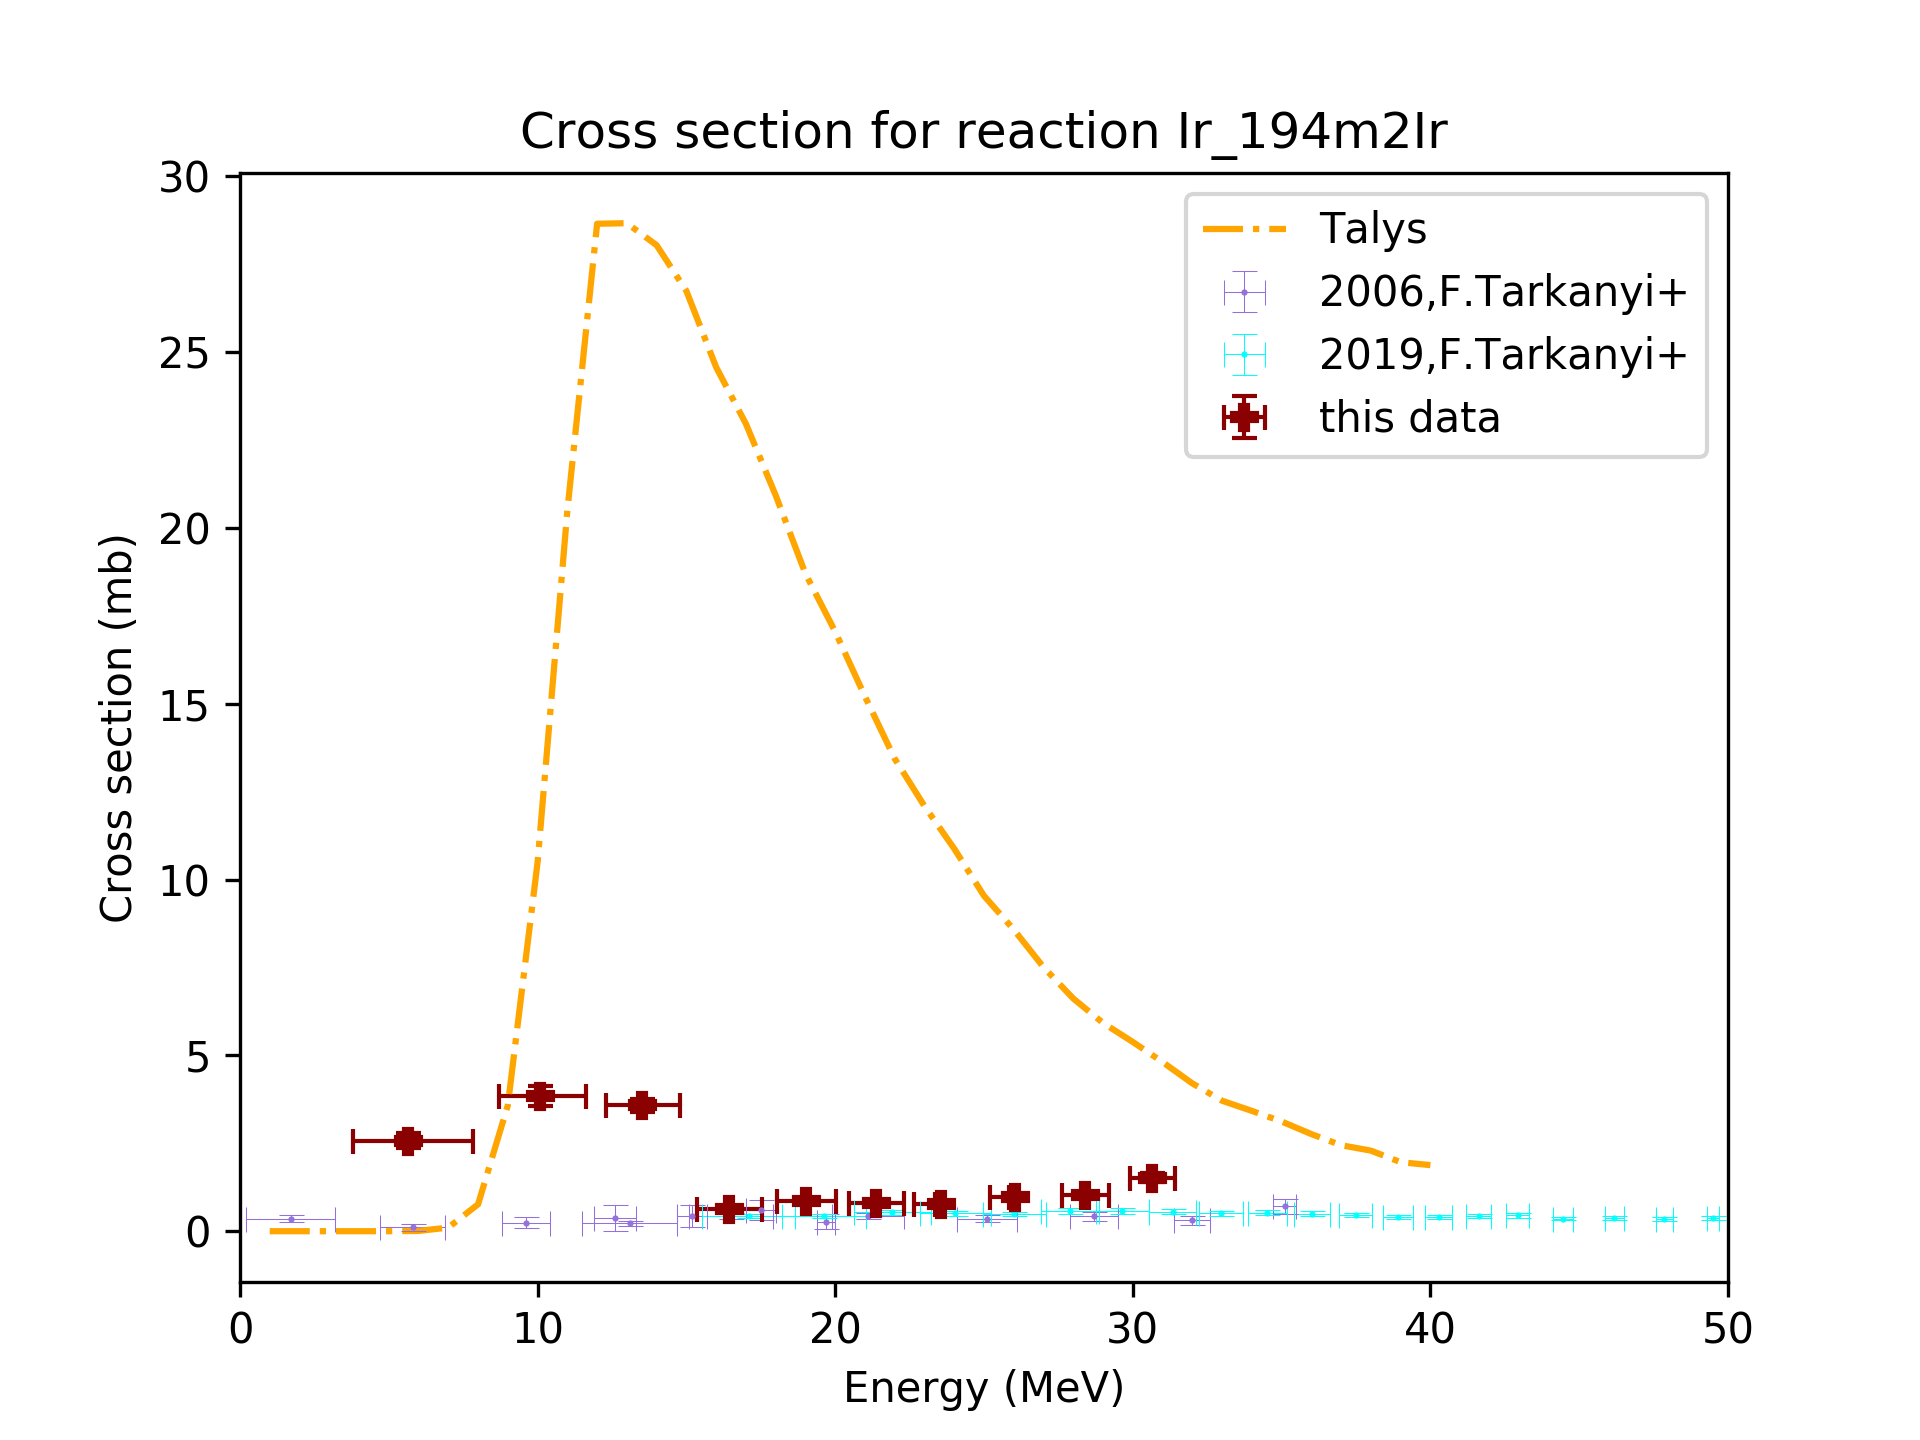 Cross section for reaction Ir_194m2Ir
30
25
20
15
10
5
0
Cross section (mb)
0 10 20 30 40 50
Energy (MeV)
Talys
2006,F.Tarkanyi+
2019,F.Tarkanyi+
this data